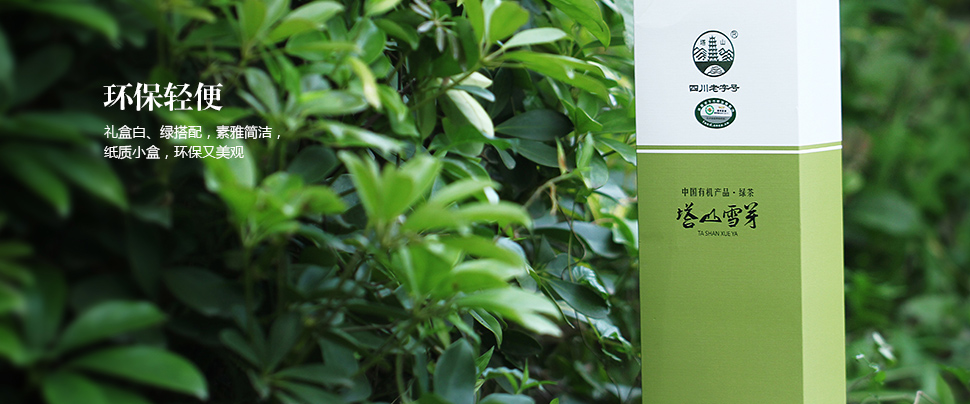 环保轻便
礼盒白、绿搭配，素雅简洁，
纸质小盒，环保又美观
塔山
®
四川老字号
中国有机产品·绿茶
塔山雪芽
TA SHAN XUE YA